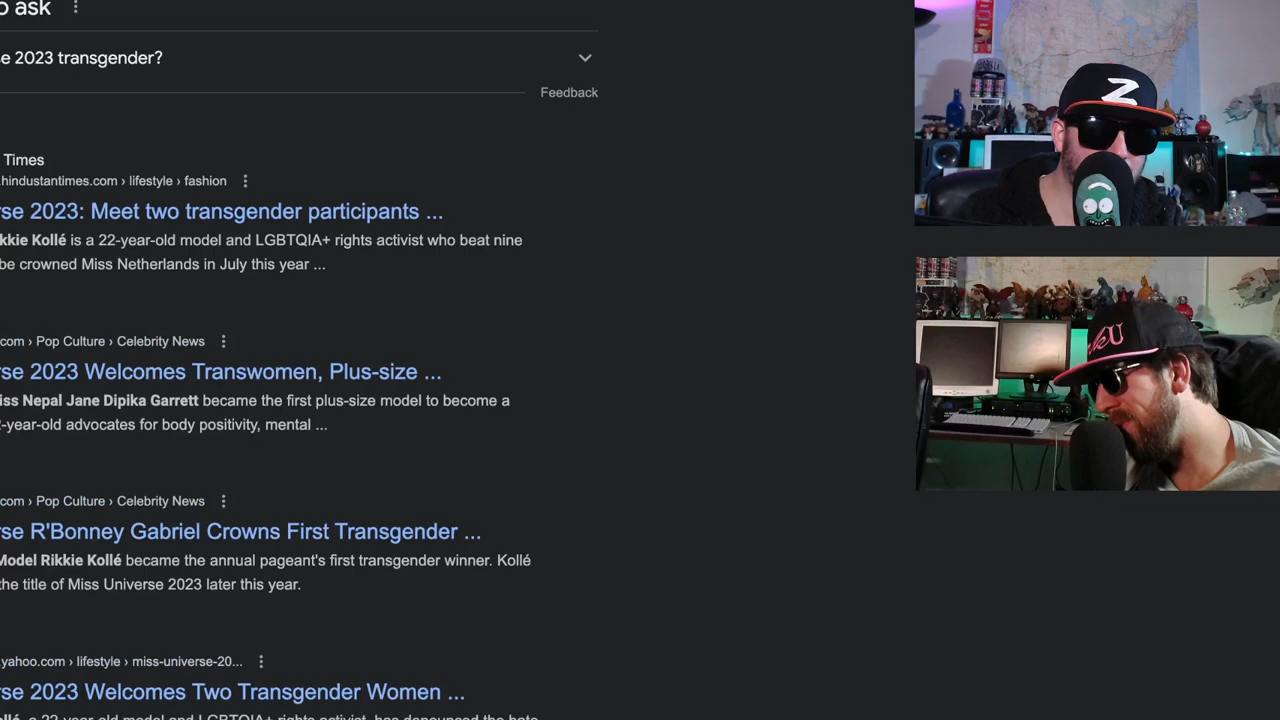 o ask
se 2023 transgender?
Feedback
Times
.hindustantimes.com › lifestyle › fashion
rse 2023: Meet two transgender participants ...
kkie Kollé is a 22-year-old model and LGBTQIA+ rights activist who beat nine
be crowned Miss Netherlands in July this year ...
com › Pop Culture › Celebrity News
rse 2023 Welcomes Transwomen, Plus-size ...
iss Nepal Jane Dipika Garrett became the first plus-size model to become a
2-year-old advocates for body positivity, mental ...
com › Pop Culture › Celebrity News
rse R'Bonney Gabriel Crowns First Transgender ...
Model Rikkie Kollé became the annual pageant's first transgender winner. Kollé
the title of Miss Universe 2023 later this year.
.yahoo.com › lifestyle › miss-universe-20...
rse 2023 Welcomes Two Transgender Women ...
Z